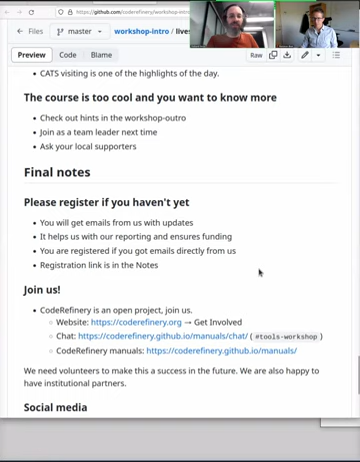 https://github.com/coderefinery/workshop-intro
Files
master
workshop-intro / lives
Preview
Code
Blame
Raw
CATS visiting is one of the highlights of the day.
The course is too cool and you want to know more
Check out hints in the workshop-outro
Join as a team leader next time
Ask your local supporters
Final notes
Please register if you haven't yet
You will get emails from us with updates
It helps us with our reporting and ensures funding
You are registered if you got emails directly from us
Registration link is in the Notes
Join us!
CodeRefinery is an open project, join us.
Website: https://coderefinery.org → Get Involved
Chat: https://coderefinery.github.io/manuals/chat/ ( #tools-workshop )
CodeRefinery manuals: https://coderefinery.github.io/manuals/
We need volunteers to make this a success in the future. We are also happy to
have institutional partners.
Social media